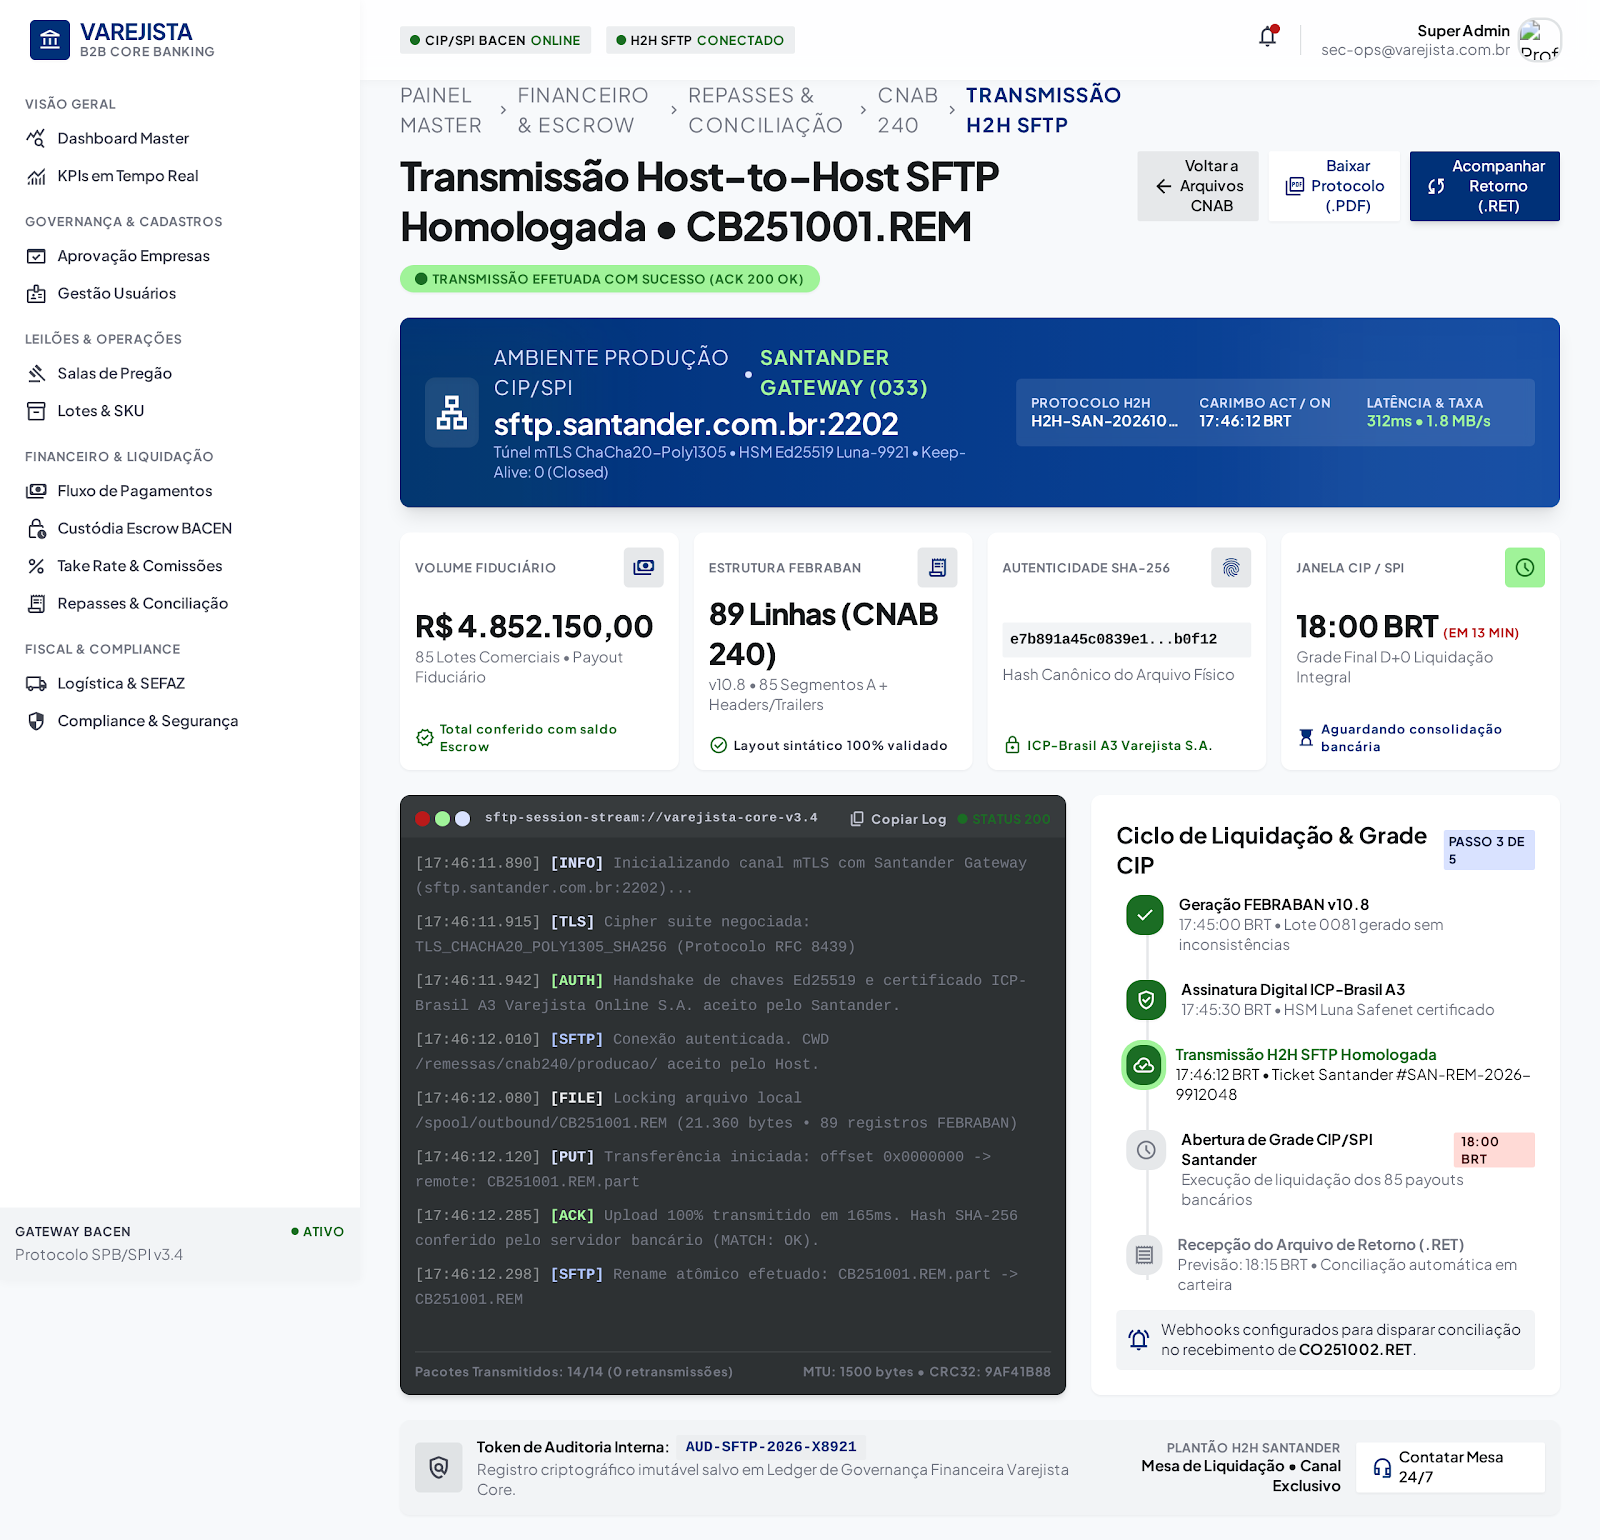 VAREJISTA
B2B CORE BANKING
VISÃO GERAL
Dashboard Master
KPIs em Tempo Real
GOVERNANÇA & CADASTROS
Aprovação Empresas
Gestão Usuários
LEILÕES & OPERAÇÕES
Salas de Pregão
Lotes & SKU
FINANCEIRO & LIQUIDAÇÃO
Fluxo de Pagamentos
Custódia Escrow BACEN
Take Rate & Comissões
Repasses & Conciliação
FISCAL & COMPLIANCE
Logística & SEFAZ
Compliance & Segurança
GATEWAY BACEN
● ATIVO
Protocolo SPB/SPI v3.4
● CIP/SPI BACEN ONLINE
● H2H SFTP CONECTADO
Super Admin
sec-ops@varejista.com.br
Prof
PAINEL
MASTER
›
FINANCEIRO
& ESCROW
›
REPASSES &
CONCILIAÇÃO
›
CNAB
240
›
TRANSMISSÃO
H2H SFTP
Transmissão Host-to-Host SFTP
Homologada ● CB251001.REM
● TRANSMISSÃO EFETUADA COM SUCESSO (ACK 200 OK)
Voltar a
Arquivos
CNAB
Baixar
Protocolo
(.PDF)
Acompanhar
Retorno
(.RET)
AMBIENTE PRODUÇÃO
CIP/SPI
•
SANTANDER
GATEWAY (033)
sftp.santander.com.br:2202
Túnel mTLS ChaCha20-Poly1305 • HSM Ed25519 Luna-9921 • Keep-
Alive: 0 (Closed)
PROTOCOLO H2H
H2H-SAN-202610...
CARIMBO ACT / ON
17:46:12 BRT
LATÊNCIA & TAXA
312ms ● 1.8 MB/s
VOLUME FIDUCIÁRIO
R$ 4.852.150,00
85 Lotes Comerciais • Payout
Fiduciário
Total conferido com saldo
Escrow
ESTRUTURA FEBRABAN
89 Linhas (CNAB
240)
v10.8 • 85 Segmentos A +
Headers/Trailers
Layout sintático 100% validado
AUTENTICIDADE SHA-256
e7b891a45c0839e1...b0f12
Hash Canônico do Arquivo Físico
ICP-Brasil A3 Varejista S.A.
JANELA CIP / SPI
18:00 BRT (EM 13 MIN)
Grade Final D+0 Liquidação
Integral
Aguardando consolidação
bancária
sftp-session-stream://varejista-core-v3.4
Copiar Log
● STATUS 200
[17:46:11.890] [INFO] Inicializando canal mTLS com Santander Gateway
(sftp.santander.com.br:2202)...
[17:46:11.915] [TLS] Cipher suite negociada:
TLS_CHACHA20_POLY1305_SHA256 (Protocolo RFC 8439)
[17:46:11.942] [AUTH] Handshake de chaves Ed25519 e certificado ICP-
Brasil A3 Varejista Online S.A. aceito pelo Santander.
[17:46:12.010] [SFTP] Conexão autenticada. CWD
/remessas/cnab240/producao/ aceito pelo Host.
[17:46:12.080] [FILE] Locking arquivo local
/spool/outbound/CB251001.REM (21.360 bytes • 89 registros FEBRABAN)
[17:46:12.120] [PUT] Transferência iniciada: offset 0x0000000 ->
remote: CB251001.REM.part
[17:46:12.285] [ACK] Upload 100% transmitido em 165ms. Hash SHA-256
conferido pelo servidor bancário (MATCH: OK).
[17:46:12.298] [SFTP] Rename atômico efetuado: CB251001.REM.part ->
CB251001.REM
Pacotes Transmitidos: 14/14 (0 retransmissões)
MTU: 1500 bytes ● CRC32: 9AF41B88
Ciclo de Liquidação & Grade
CIP
PASSO 3 DE
5
Geração FEBRABAN v10.8
17:45:00 BRT • Lote 0081 gerado sem
inconsistências
Assinatura Digital ICP-Brasil A3
17:45:30 BRT • HSM Luna Safenet certificado
Transmissão H2H SFTP Homologada
17:46:12 BRT • Ticket Santander #SAN-REM-2026-
9912048
Abertura de Grade CIP/SPI
Santander
18:00
BRT
Execução de liquidação dos 85 payouts
bancários
Recepção do Arquivo de Retorno (.RET)
Previsão: 18:15 BRT • Conciliação automática em
carteira
Webhooks configurados para disparar conciliação
no recebimento de CO251002.RET.
Token de Auditoria Interna: AUD-SFTP-2026-X8921
Registro criptográfico imutável salvo em Ledger de Governança Financeira Varejista
Core.
PLANTÃO H2H SANTANDER
Mesa de Liquidação ● Canal
Exclusivo
Contatar Mesa
24/7